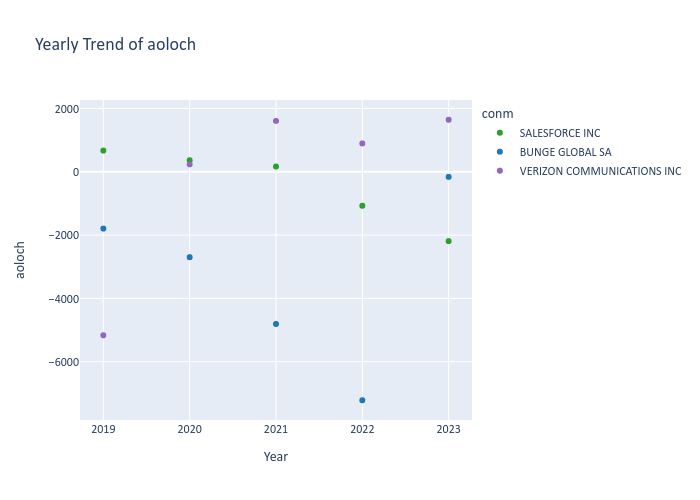 Yearly Trend of aoloch
conm
SALESFORCE INC
BUNGE GLOBAL SA
VERIZON COMMUNICATIONS INC
aoloch
2000
0
−2000
−4000
−6000
2019
2020
2021
2022
2023
Year